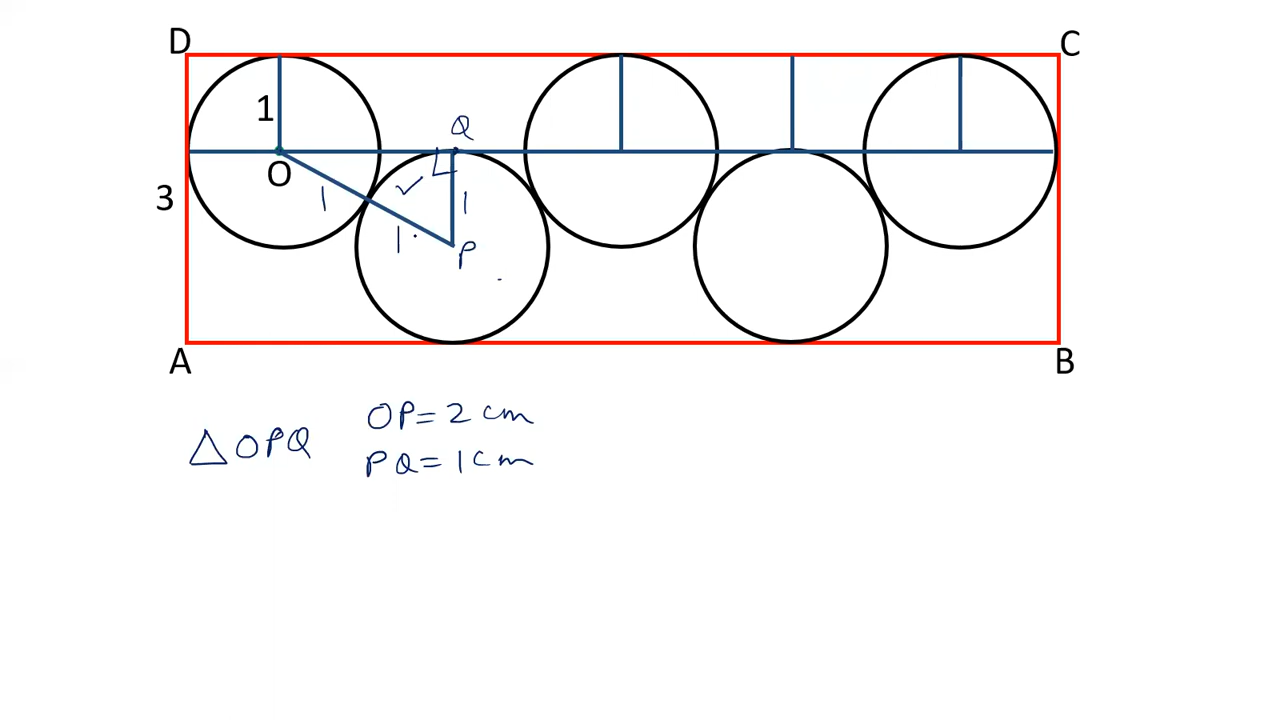 D
C
1
Q
O
3
1
1
1
P
A
B
△OPQ
OP = 2 cm
PQ = 1 cm